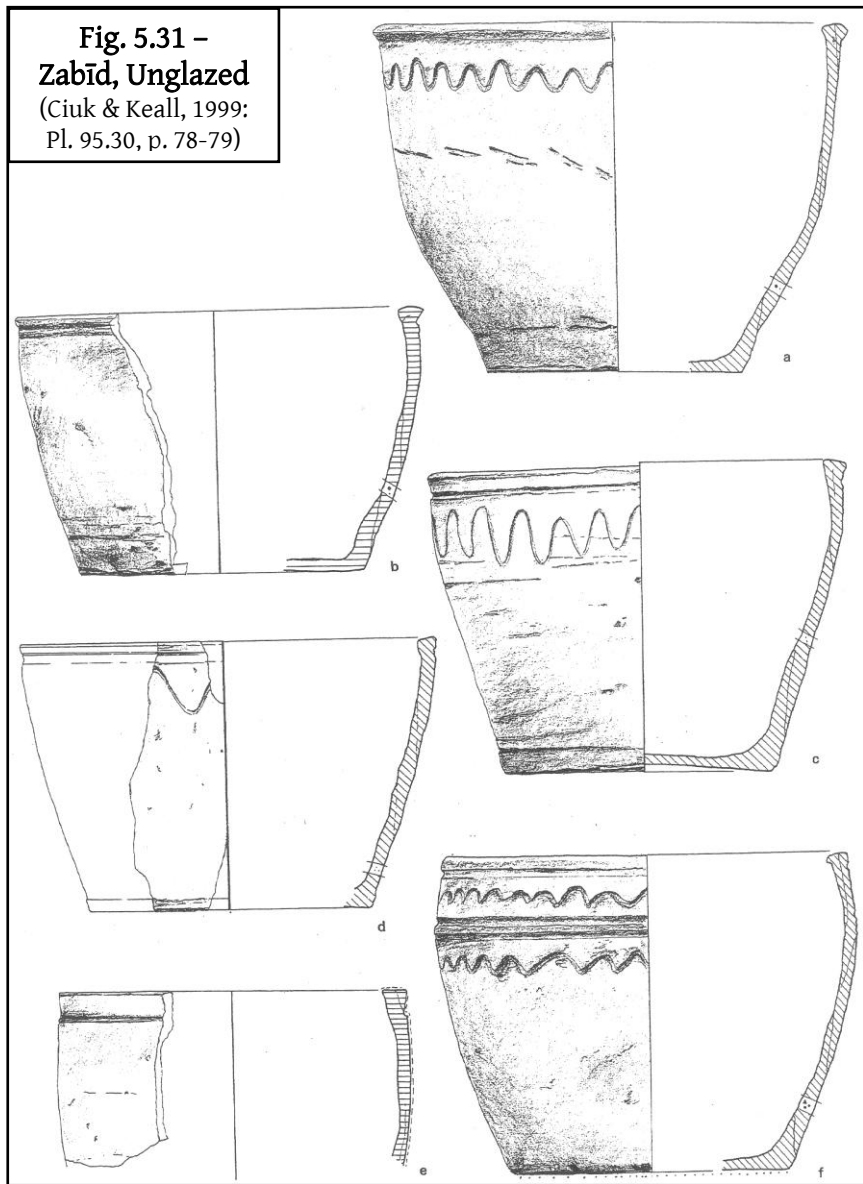 Fig. 5.31 –
Zabīd, Unglazed
(Ciuk & Keall, 1999:
Pl. 95.30, p. 78-79)
a
b
c
d
e
f